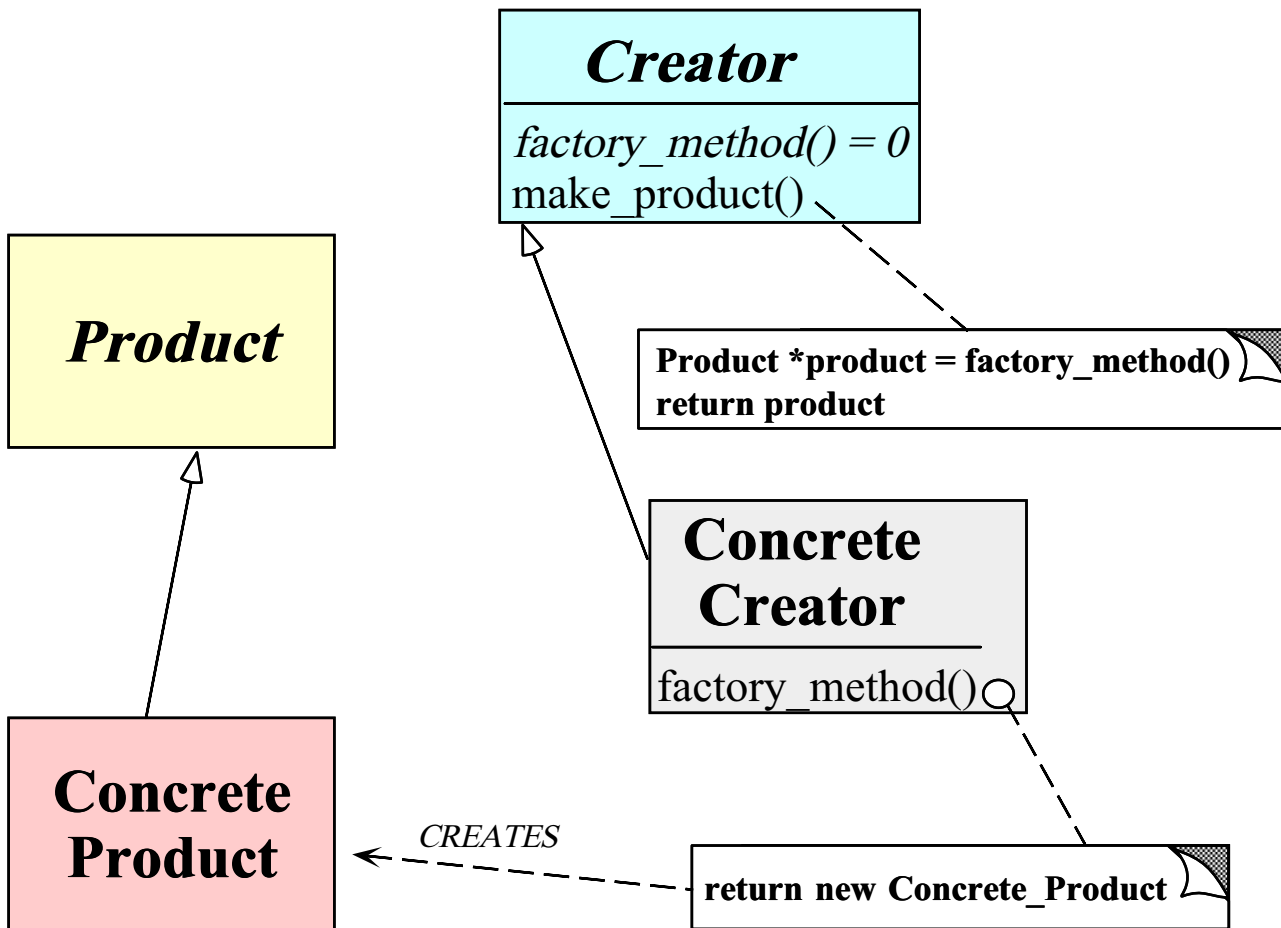 Creator
factory_method() = 0
make_product()
Product
Product *product = factory_method()
return product
Concrete
Creator
factory_method()
Concrete
Product
CREATES
return new Concrete_Product